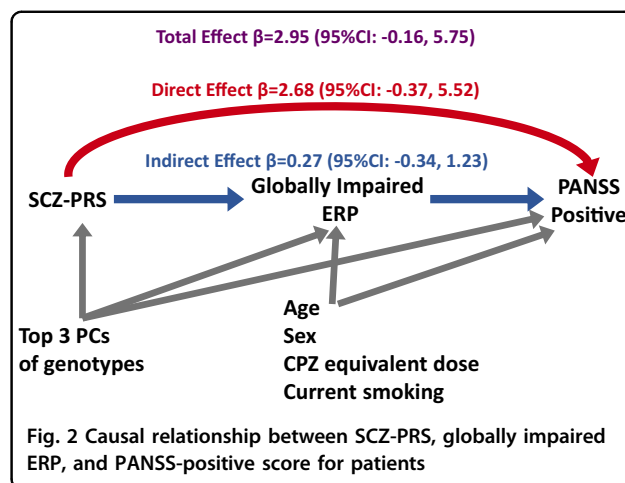 Total Effect β=2.95 (95%CI: -0.16, 5.75)
Direct Effect β=2.68 (95%CI: -0.37, 5.52)
Indirect Effect β=0.27 (95%CI: -0.34, 1.23)
SCZ-PRS
Globally Impaired
ERP
PANSS
Positive
Top 3 PCs
of genotypes
Age
Sex
CPZ equivalent dose
Current smoking
Fig. 2 Causal relationship between SCZ-PRS, globally impaired
ERP, and PANSS-positive score for patients